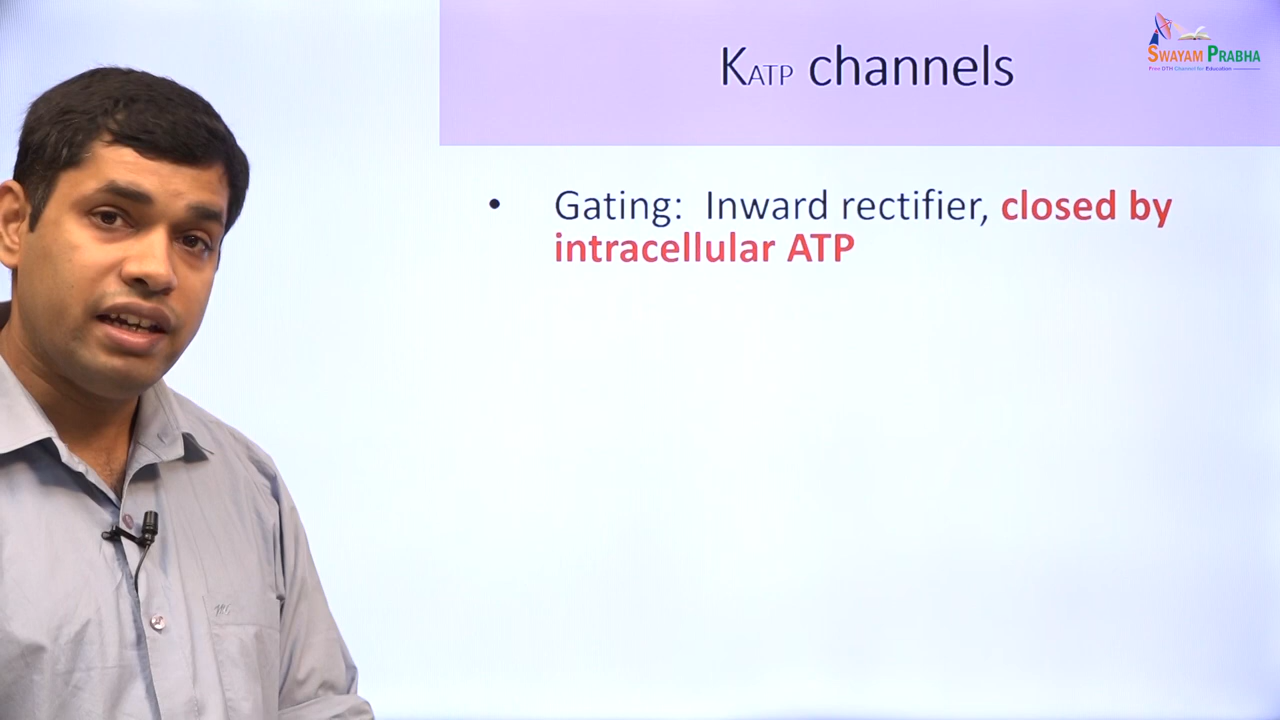 SWAYAM PRABHA
Free DTH Channel for Education
KATP channels
• Gating: Inward rectifier, closed by
intracellular ATP